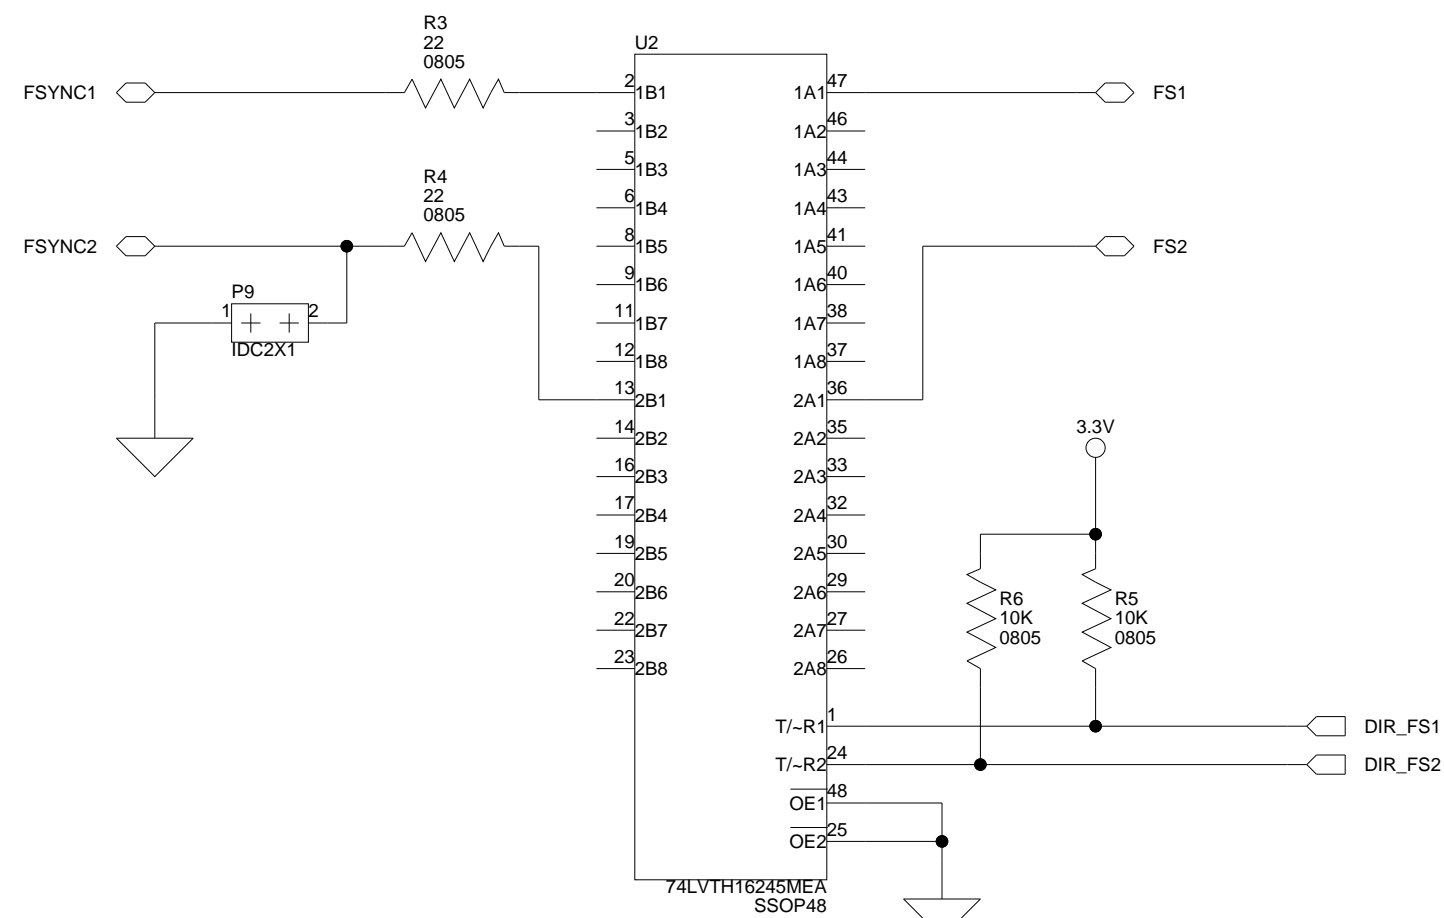 R3
22
0805
U2
FSYNC1
2
1B1
1A1
47
FS1
3
1B2
1A2
46
5
1B3
1A3
44
R4
22
0805
6
1B4
1A4
43
FSYNC2
8
1B5
1A5
41
FS2
9
1B6
1A6
40
P9
1
2
IDC2X1
11
1B7
1A7
38
12
1B8
1A8
37
13
2B1
2A1
36
14
2B2
2A2
35
3.3V
16
2B3
2A3
33
17
2B4
2A4
32
19
2B5
2A5
30
20
2B6
2A6
29
R6
10K
0805
R5
10K
0805
22
2B7
2A7
27
23
2B8
2A8
26
T/~R1
1
DIR_FS1
T/~R2
24
DIR_FS2
OE1
48
OE2
25
74LVTH16245MEA
SSOP48